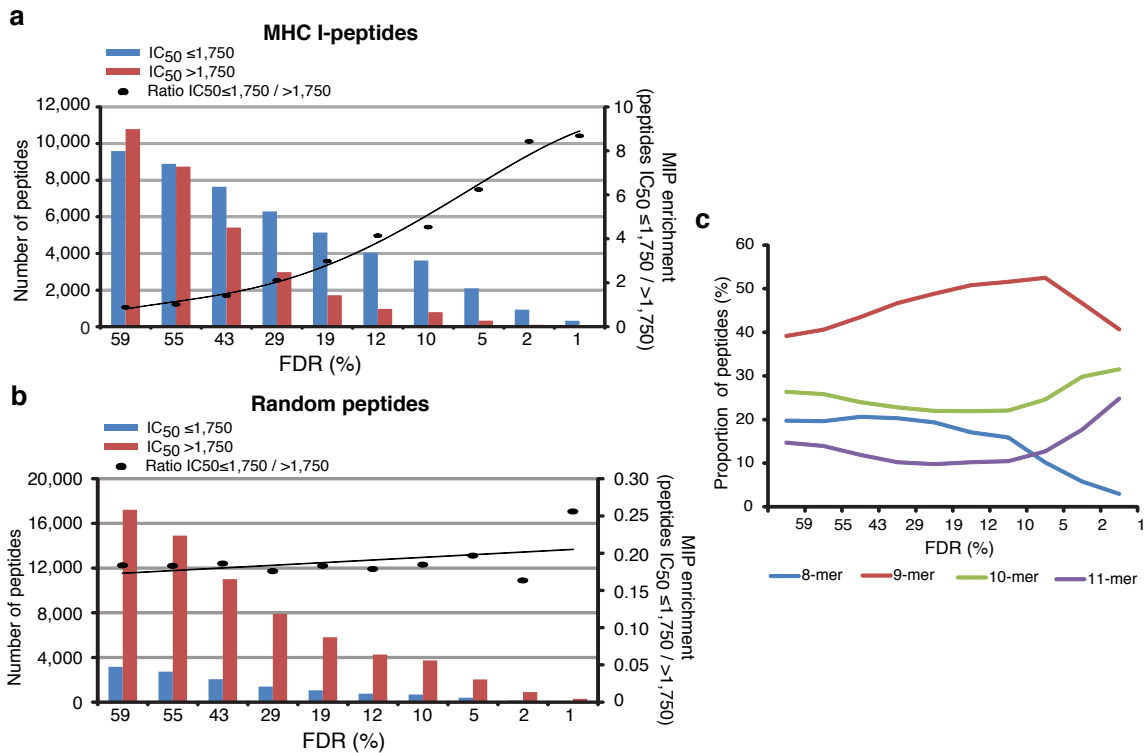 a
MHC I-peptides
IC50 ≤1,750
IC50 >1,750
Ratio IC50≤1,750 / >1,750
12,000
10,000
8,000
6,000
4,000
2,000
0
Number of peptides
10
8
6
4
2
0
MIP enrichment
(peptides IC50 ≤1,750 / >1,750)
59 55 43 29 19 12 10 5 2 1
FDR (%)
b
Random peptides
IC50 ≤1,750
IC50 >1,750
Ratio IC50≤1,750 / >1,750
20,000
16,000
12,000
8,000
4,000
0
Number of peptides
0.30
0.25
0.20
0.15
0.10
0.05
0
MIP enrichment
(peptides IC50 ≤1,750 / >1,750)
59 55 43 29 19 12 10 5 2 1
FDR (%)
c
60
50
40
30
20
10
0
Proportion of peptides (%)
59 55 43 29 19 12 10 5 2 1
FDR (%)
8-mer 9-mer 10-mer 11-mer